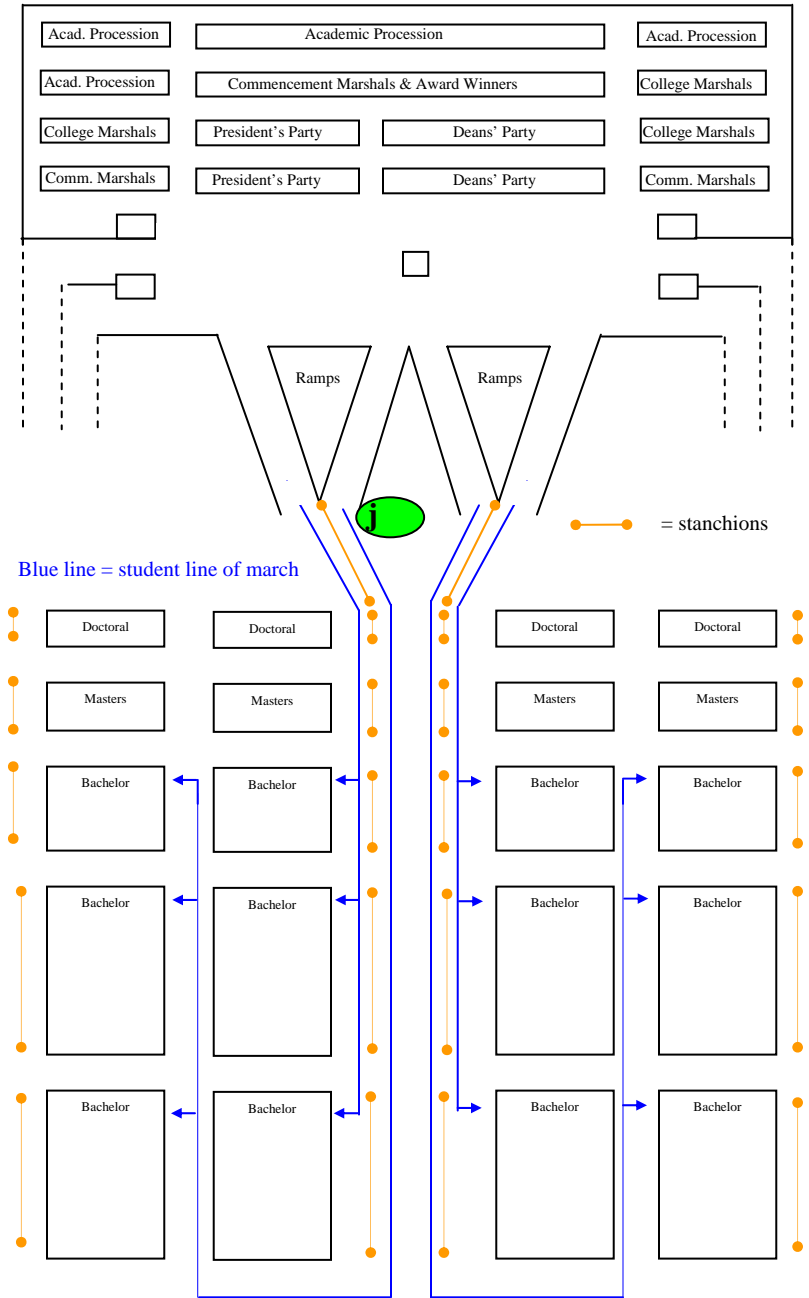 Acad. Procession Academic Procession Acad. Procession
Acad. Procession Commencement Marshals & Award Winners College Marshals
College Marshals President's Party Deans' Party College Marshals
Comm. Marshals President's Party Deans' Party Comm. Marshals
Ramps Ramps
j
= stanchions
Blue line = student line of march
Doctoral Doctoral Doctoral Doctoral
Masters Masters Masters Masters
Bachelor Bachelor Bachelor Bachelor
Bachelor Bachelor Bachelor Bachelor
Bachelor Bachelor Bachelor Bachelor